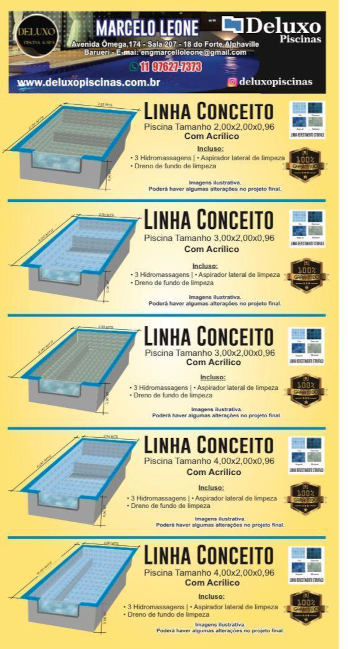 DELUXO
PISCINA & SPA
MARCELO LEONE
Deluxo
Piscinas
Avenida Ômega,174 - Sala 207 - 18 do Forte Alphaville
Barueri - E-mai: engmarcelloleone@gmail.com
11 97627-7373
www.deluxopiscinas.com.br
deluxopiscinas
LINHA CONCEITO
Piscina Tamanho 2,00x2,00x0,96
Com Acrílico
Incluso:
• 3 Hidromassagens | • Aspirador lateral de limpeza
• Dreno de fundo de limpeza
Imagens ilustrativa.
Poderá haver algumas alterações no projeto final.
100%
LINHA CONCEITO
Piscina Tamanho 3,00x2,00x0,96
Com Acrílico
Incluso:
• 3 Hidromassagens | • Aspirador lateral de limpeza
• Dreno de fundo de limpeza
Imagens ilustrativa.
Poderá haver algumas alterações no projeto final.
100%
LINHA CONCEITO
Piscina Tamanho 3,00x2,00x0,96
Com Acrílico
Incluso:
• 3 Hidromassagens | • Aspirador lateral de limpeza
• Dreno de fundo de limpeza
Imagens ilustrativa.
Poderá haver algumas alterações no projeto final.
100%
LINHA CONCEITO
Piscina Tamanho 4,00x2,00x0,96
Com Acrílico
Incluso:
• 3 Hidromassagens | • Aspirador lateral de limpeza
• Dreno de fundo de limpeza
Imagens ilustrativa.
Poderá haver algumas alterações no projeto final.
100%
LINHA CONCEITO
Piscina Tamanho 4,00x2,00x0,96
Com Acrílico
Incluso:
• 3 Hidromassagens | • Aspirador lateral de limpeza
• Dreno de fundo de limpeza
Imagens ilustrativa.
Poderá haver algumas alterações no projeto final.
100%